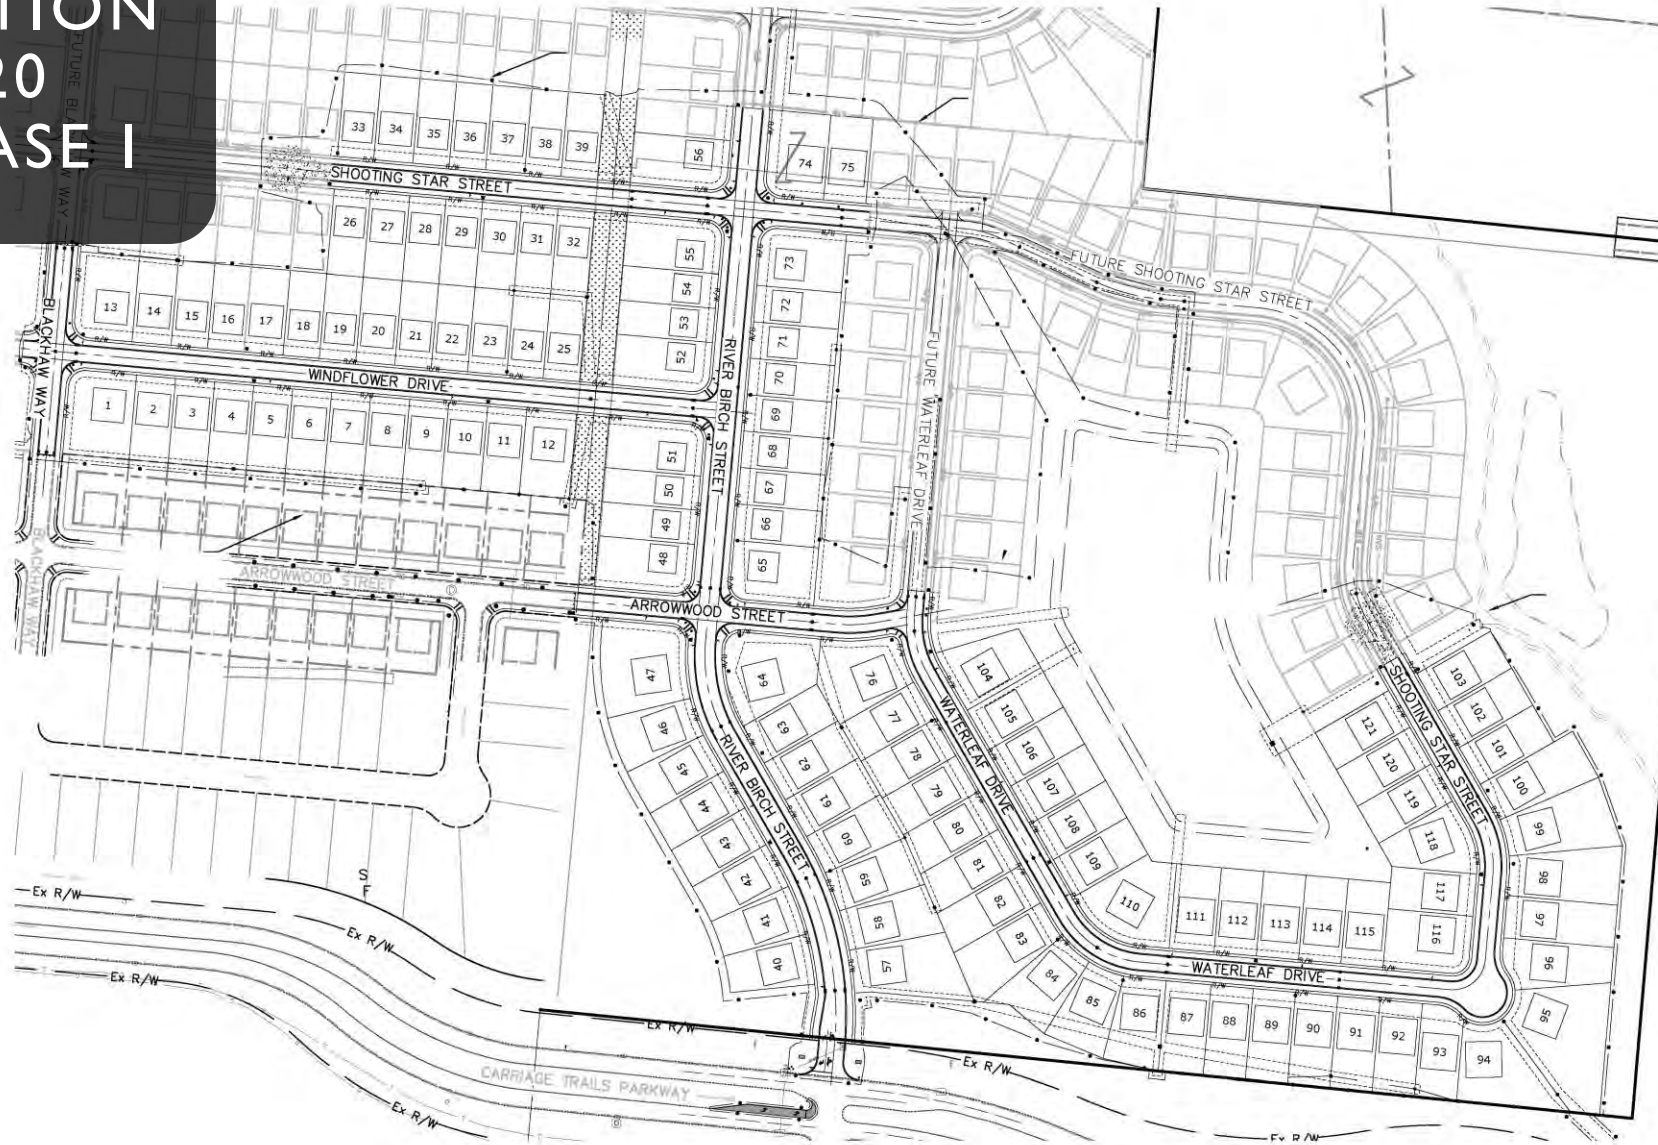 TION
20
ASE I
FUTURE BLACKHAW WAY
33 34 35 36 37 38 39
56
74 75
SHOOTING STAR STREET
26 27 28 29 30 31 32
55
54
53
52
73
72
71
70
69
68
67
66
65
FUTURE SHOOTING STAR STREET
BLACKHAW WAY
13 14 15 16 17 18 19 20 21 22 23 24 25
WINDFLOWER DRIVE
RIVER BIRCH STREET
FUTURE WATERLEAF DRIVE
1 2 3 4 5 6 7 8 9 10 11 12
51
50
49
48
BLACKHAW WAY
ARROWWOOD STREET
ARROWWOOD STREET
47
46
45
44
43
42
41
40
64
63
62
61
60
59
58
57
RIVER BIRCH STREET
76
77
78
79
80
81
82
83
84
85
WATERLEAF DRIVE
104
105
106
107
108
109
110
111 112 113 114 115
116
117
118
119
120
121
SHOOTING STAR STREET
103
102
101
100
99
98
97
96
95
WATERLEAF DRIVE
86 87 88 89 90 91 92 93 94
S
F
Ex R/W
Ex R/W
Ex R/W
Ex R/W
Ex R/W
CARRIAGE TRAILS PARKWAY
Ex R/W
Ex R/W